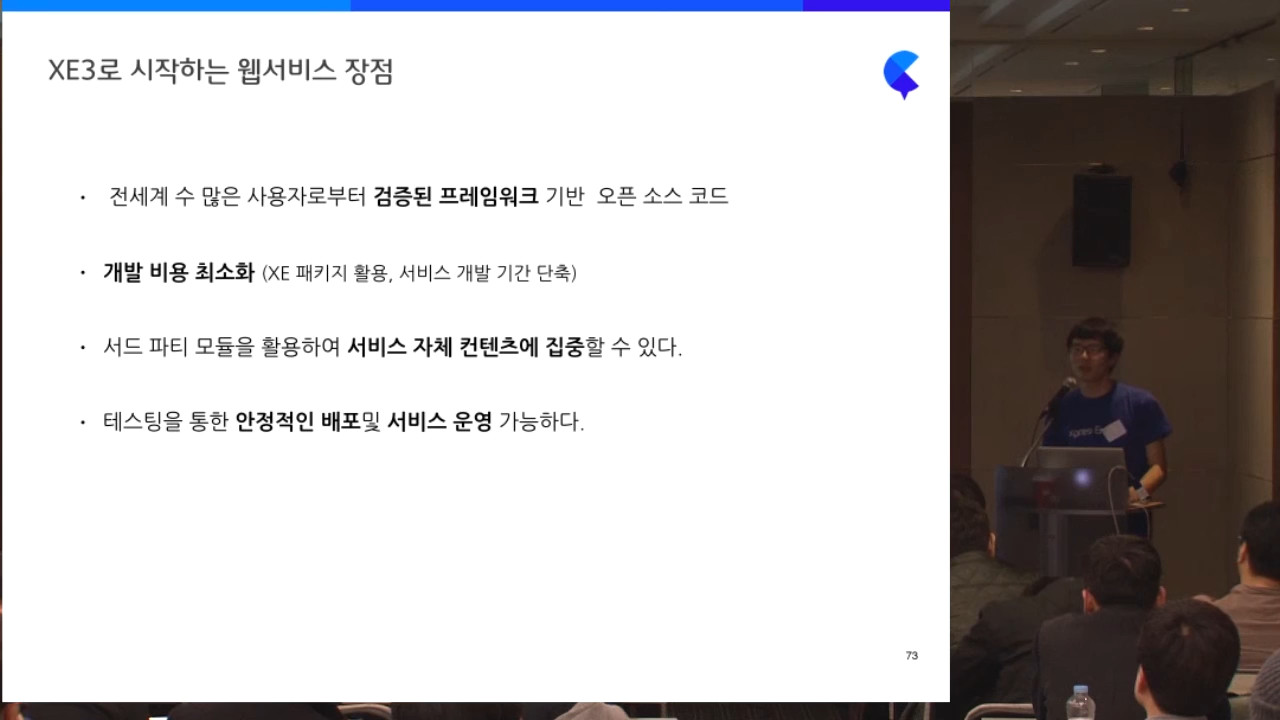 XE3로 시작하는 웹서비스 장점
• 전세계 수 많은 사용자로부터 검증된 프레임워크 기반 오픈 소스 코드
• 개발 비용 최소화 (XE 패키지 활용, 서비스 개발 기간 단축)
• 서드 파티 모듈을 활용하여 서비스 자체 컨텐츠에 집중할 수 있다.
• 테스팅을 통한 안정적인 배포및 서비스 운영 가능하다.
73